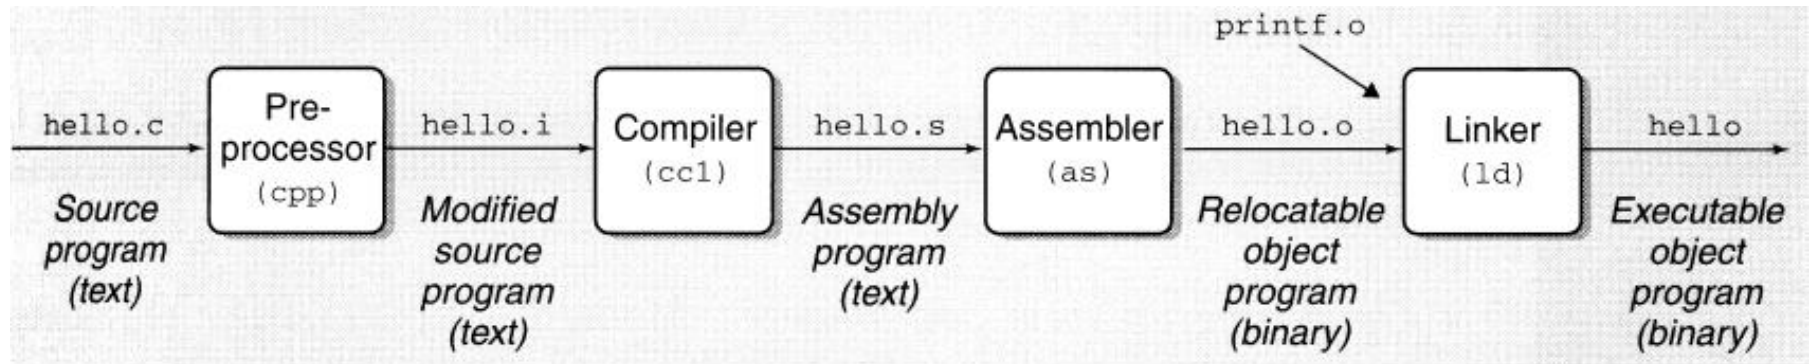 printf.o
hello.c
Pre-
processor
(cpp)
hello.i
Compiler
(cc1)
hello.s
Assembler
(as)
hello.o
Linker
(ld)
hello
Source
program
(text)
Modified
source
program
(text)
Assembly
program
(text)
Relocatable
object
program
(binary)
Executable
object
program
(binary)